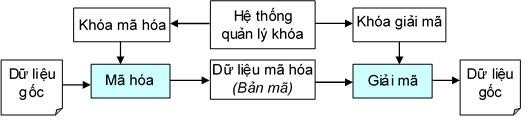 Khóa mã hóa
Hệ thống
quản lý khóa
Khóa giải mã
Dữ liệu
gốc
Mã hóa
Dữ liệu mã hóa
(Bản mã)
Giải mã
Dữ liệu
gốc